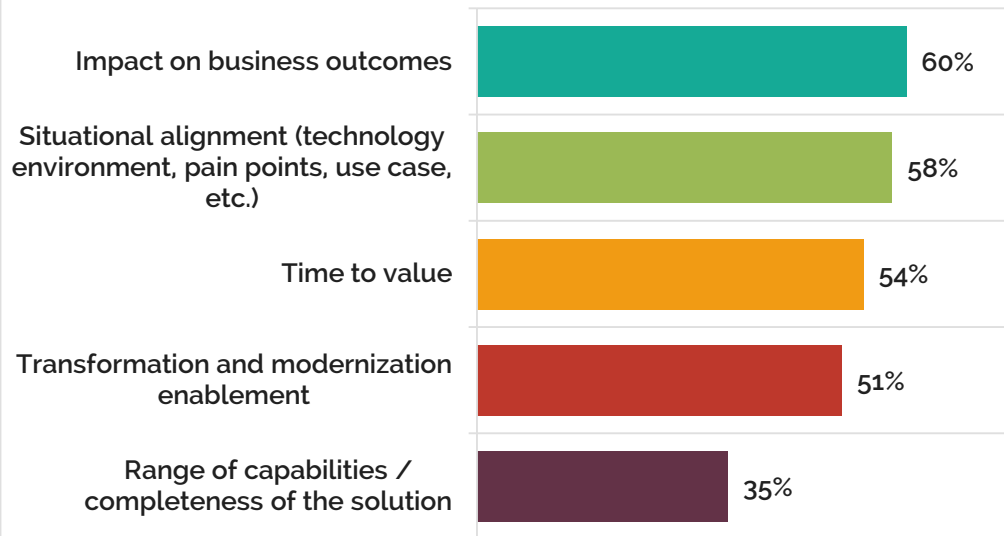 Impact on business outcomes
60%
Situational alignment (technology
environment, pain points, use case,
etc.)
58%
Time to value
54%
Transformation and modernization
enablement
51%
Range of capabilities /
completeness of the solution
35%